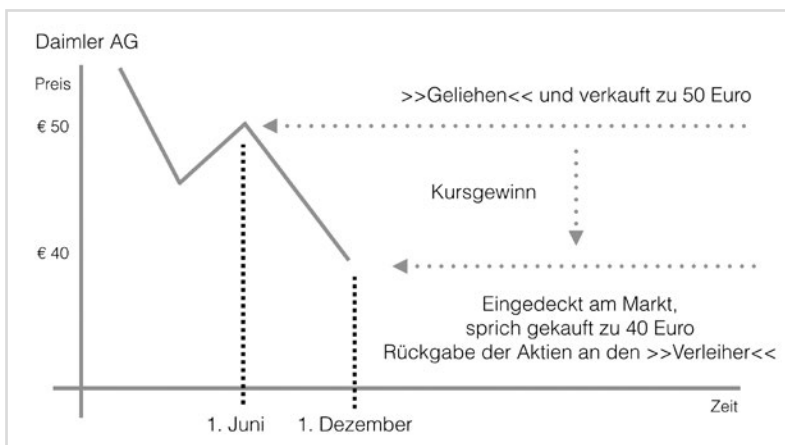 Daimler AG
Preis
>>Geliehen<< und verkauft zu 50 Euro
€ 50
Kursgewinn
€ 40
Eingedeckt am Markt,
sprich gekauft zu 40 Euro
Rückgabe der Aktien an den >>Verleiher<<
Zeit
1. Juni
1. Dezember